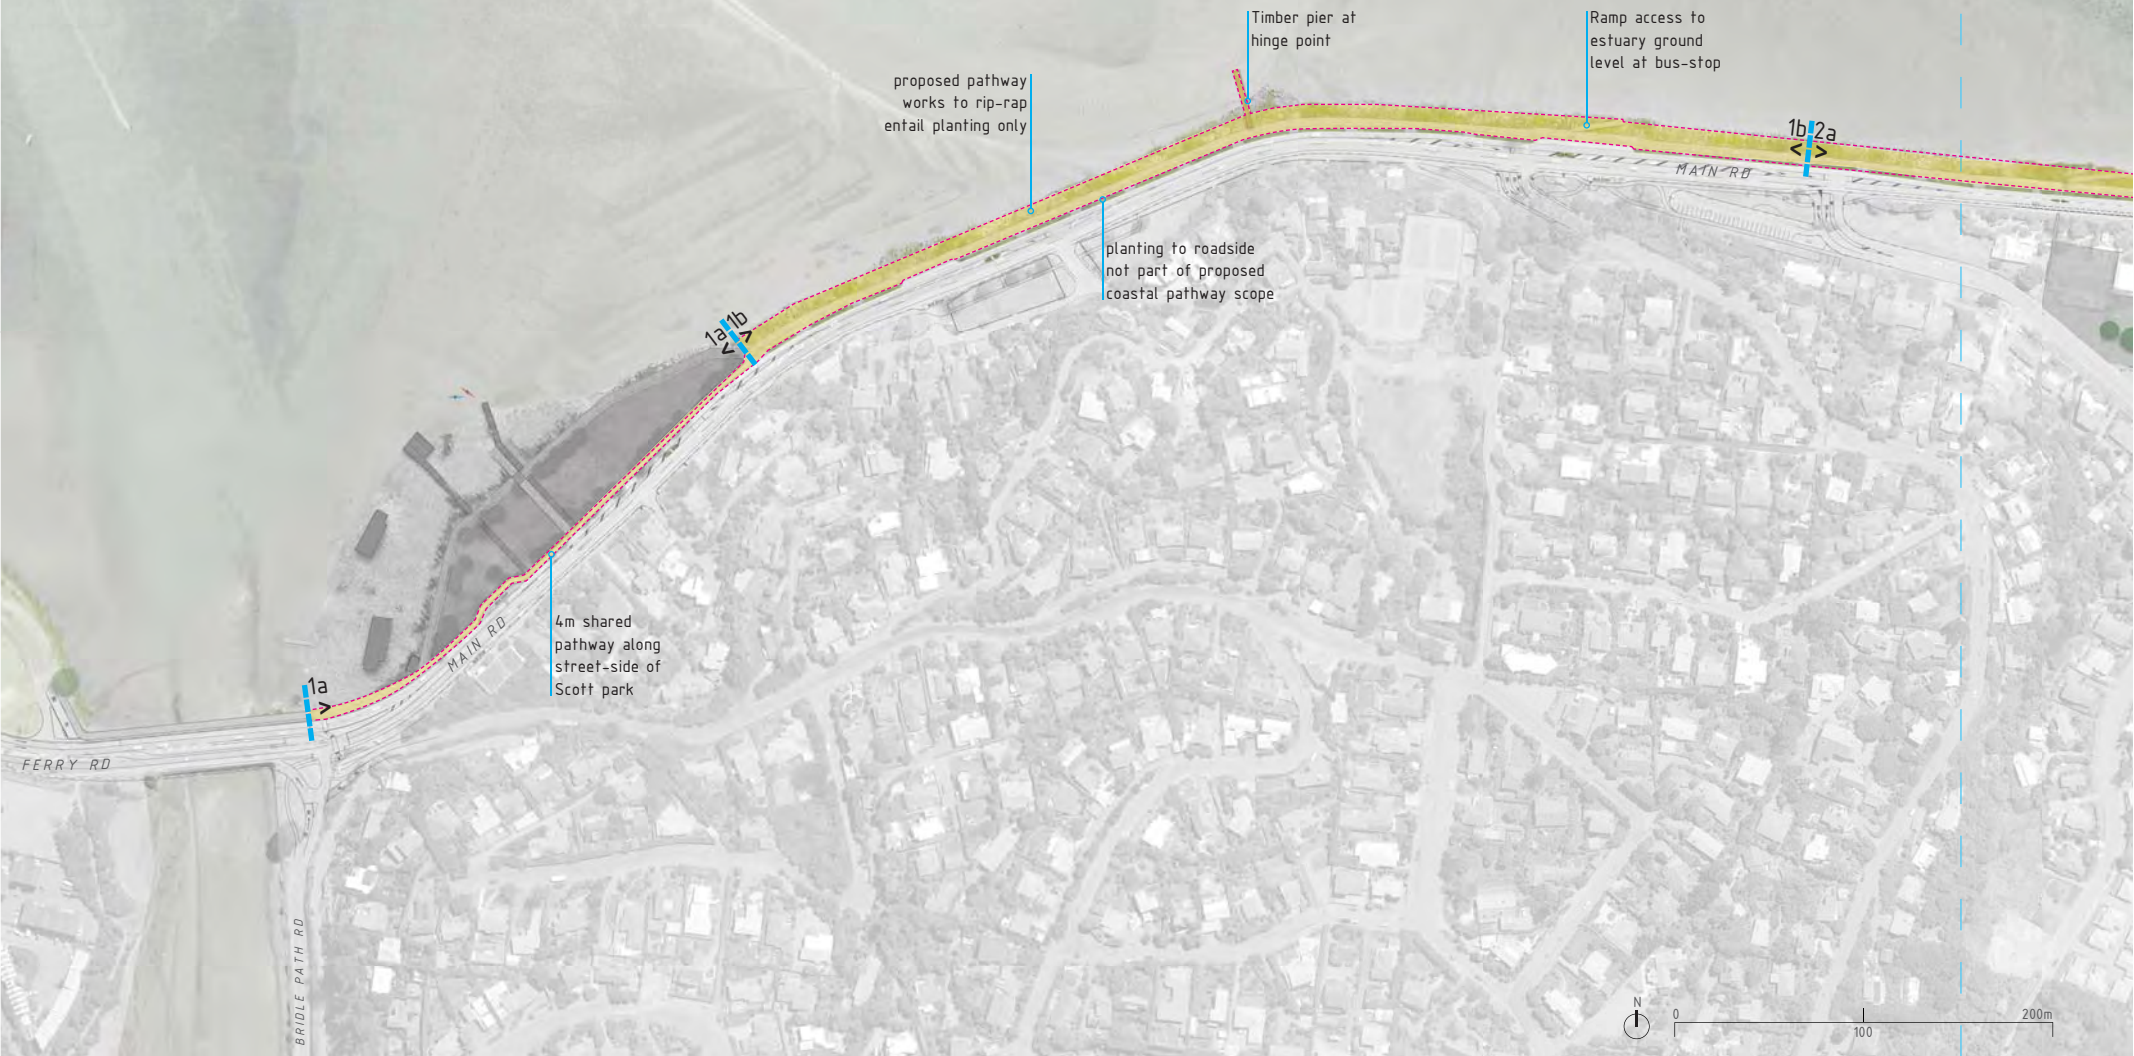 Timber pier at
hinge point
Ramp access to
estuary ground
level at bus-stop
proposed pathway
works to rip-rap
entail planting only
1b 2a
< >
MAIN RD
planting to roadside
not part of proposed
coastal pathway scope
1a 1b
< >
4m shared
pathway along
street-side of
Scott park
MAIN RD
1a
>
FERRY RD
BRIDLE PATH RD
N
0 200m
100